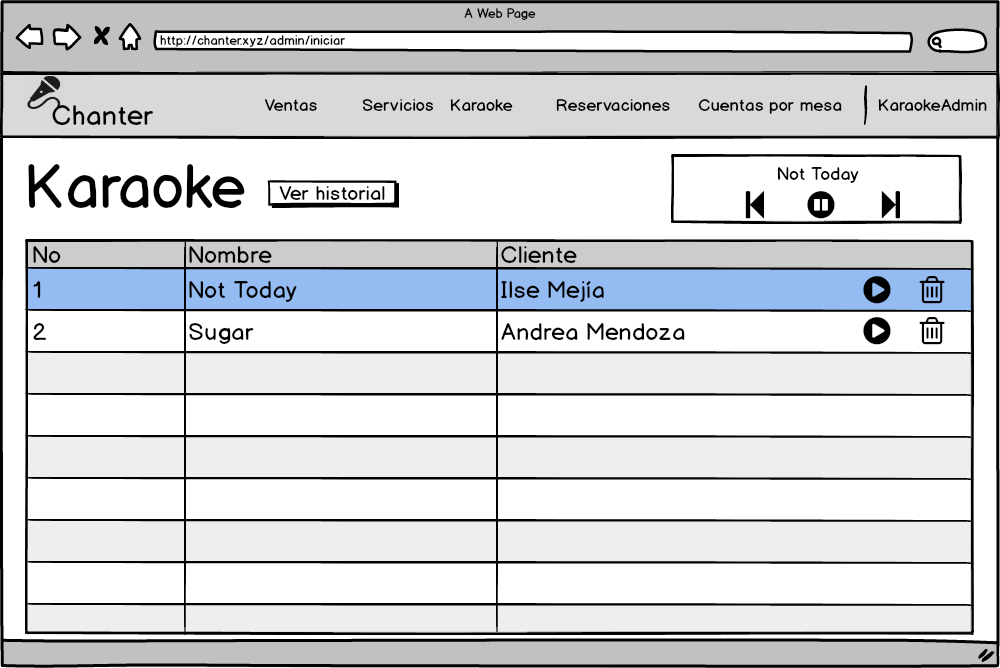 A Web Page
http://chanter.xyz/admin/iniciar
Chanter
Ventas Servicios Karaoke Reservaciones Cuentas por mesa KaraokeAdmin
Karaoke
Ver historial
Not Today
No Nombre Cliente
1 Not Today Ilse Mejía
2 Sugar Andrea Mendoza